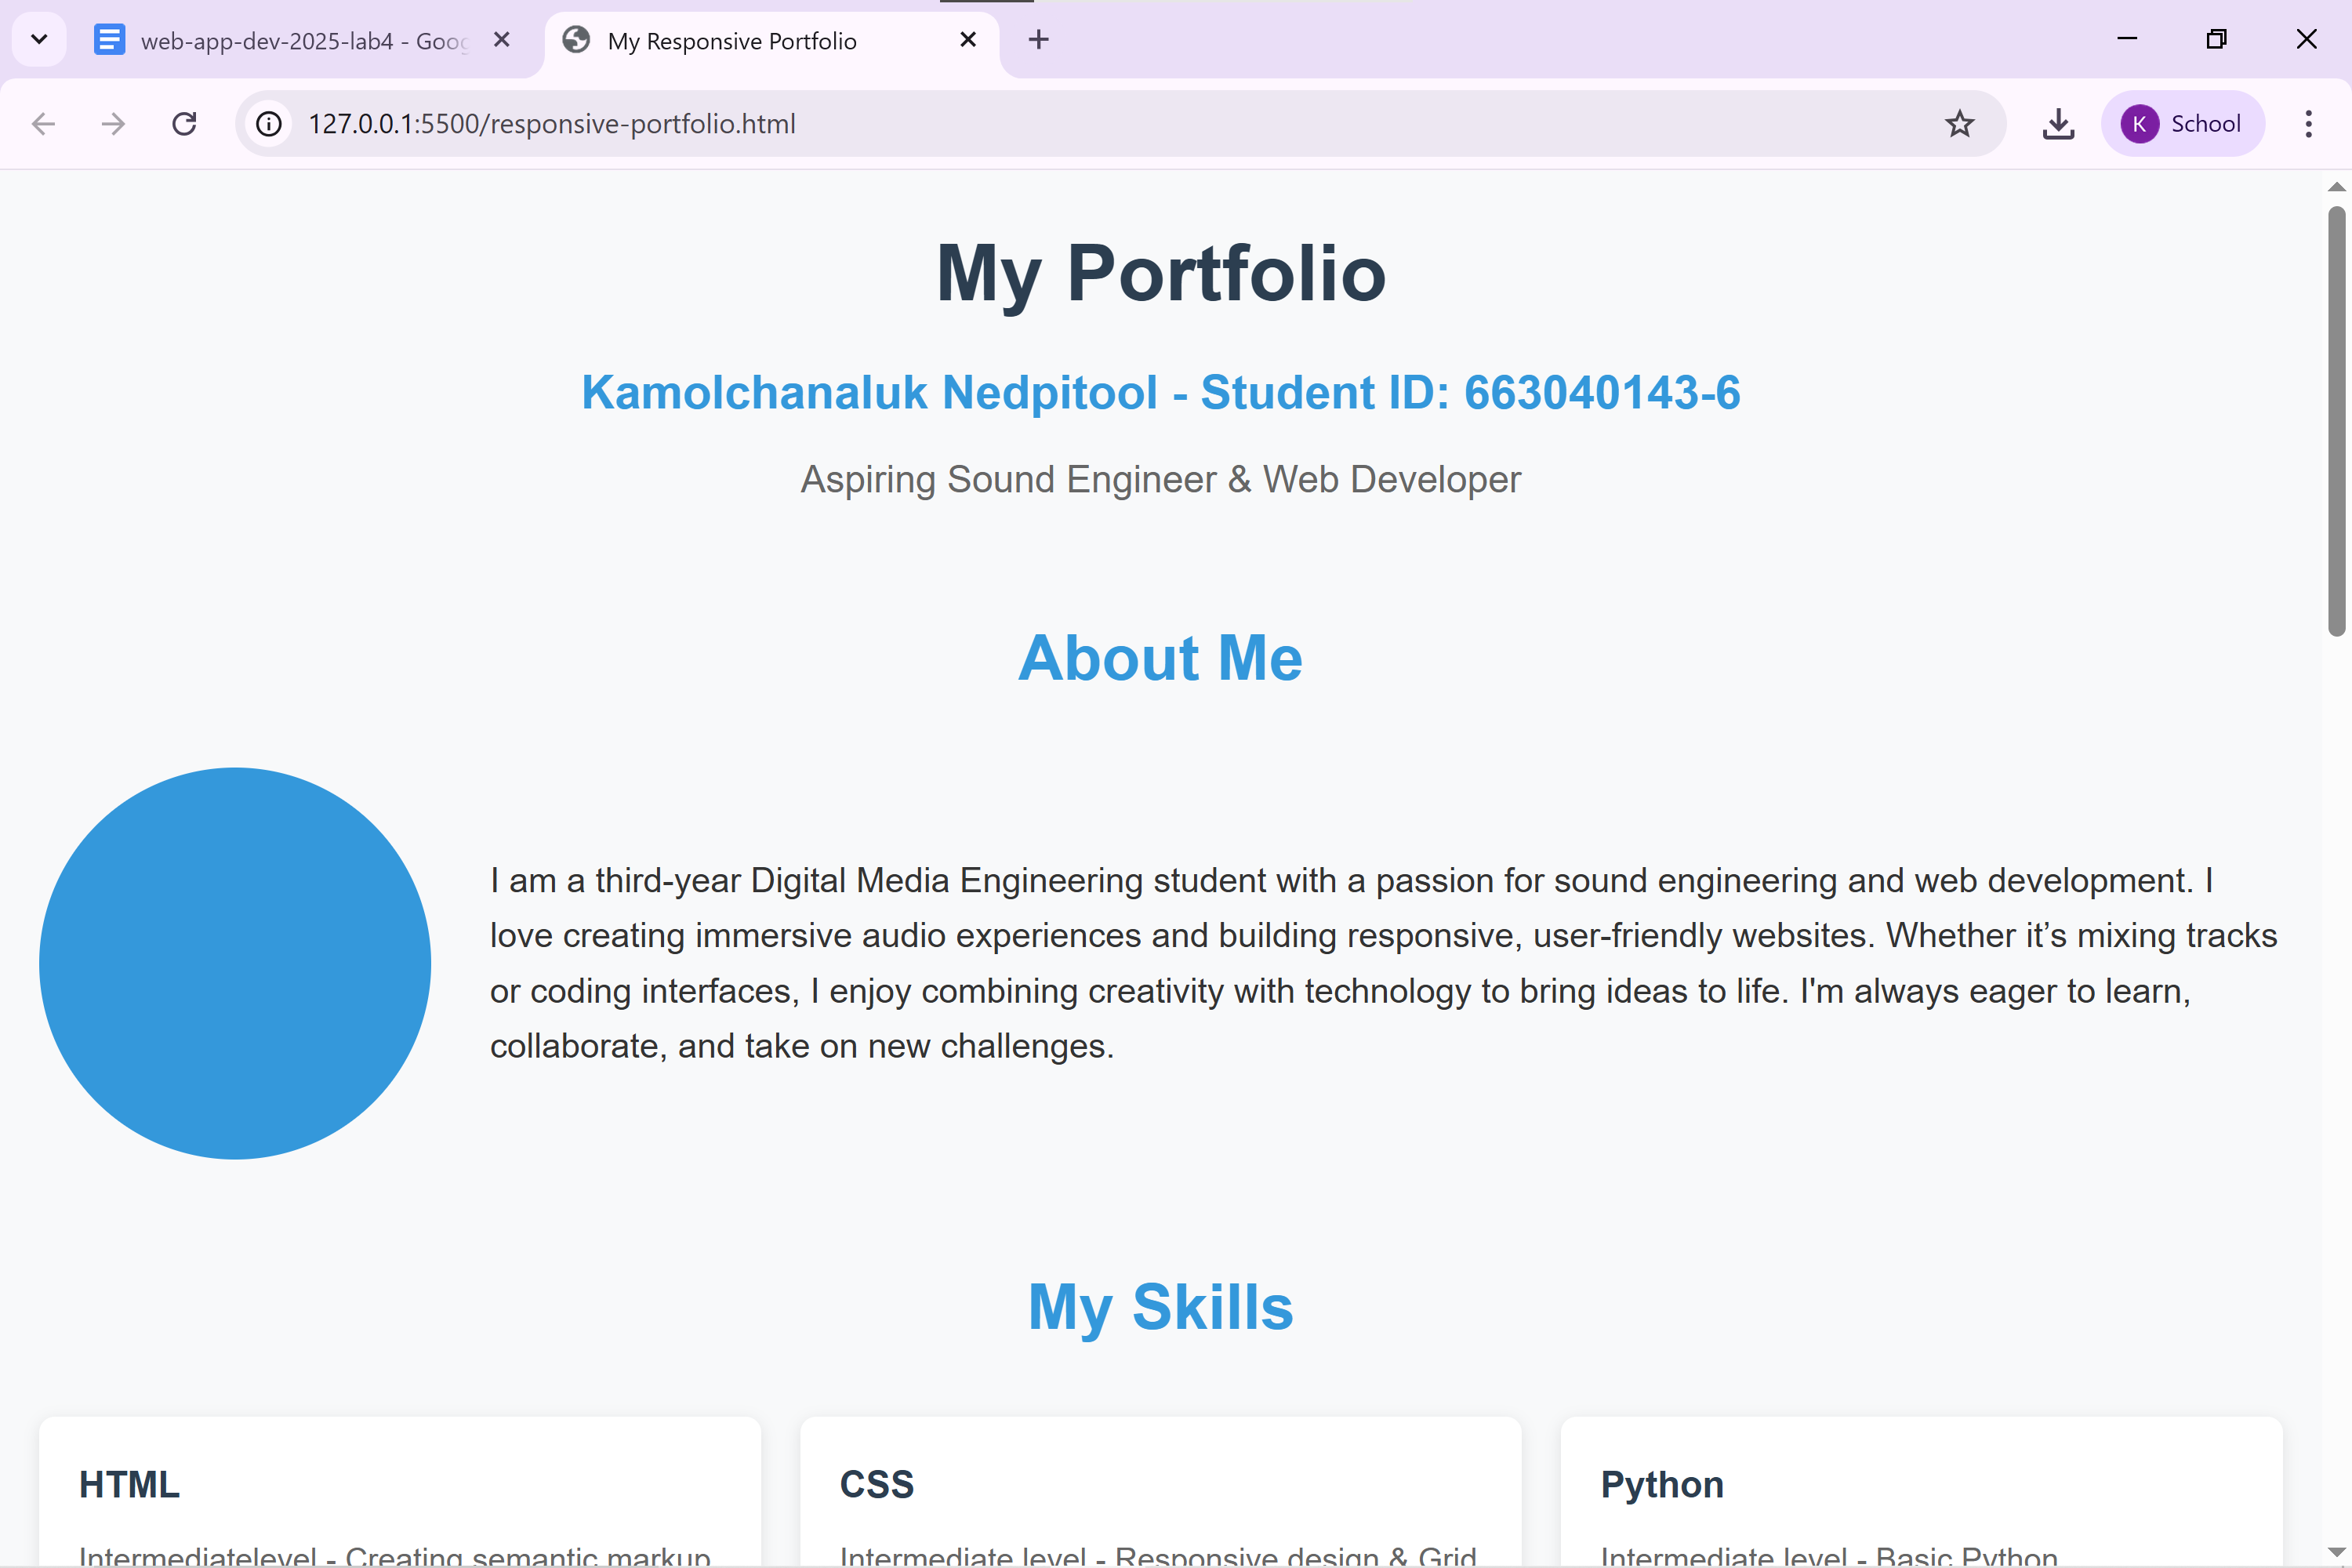 web-app-dev-2025-lab4 - Goog
My Responsive Portfolio
127.0.0.1:5500/responsive-portfolio.html
K
School
My Portfolio
Kamolchanaluk Nedpitool - Student ID: 663040143-6
Aspiring Sound Engineer & Web Developer
About Me
I am a third-year Digital Media Engineering student with a passion for sound engineering and web development. I
love creating immersive audio experiences and building responsive, user-friendly websites. Whether it’s mixing tracks
or coding interfaces, I enjoy combining creativity with technology to bring ideas to life. I'm always eager to learn,
collaborate, and take on new challenges.
My Skills
HTML
CSS
Python
Intermediatelevel - Creating semantic markup
Intermediate level - Responsive design & Grid
Intermediate level - Basic Python